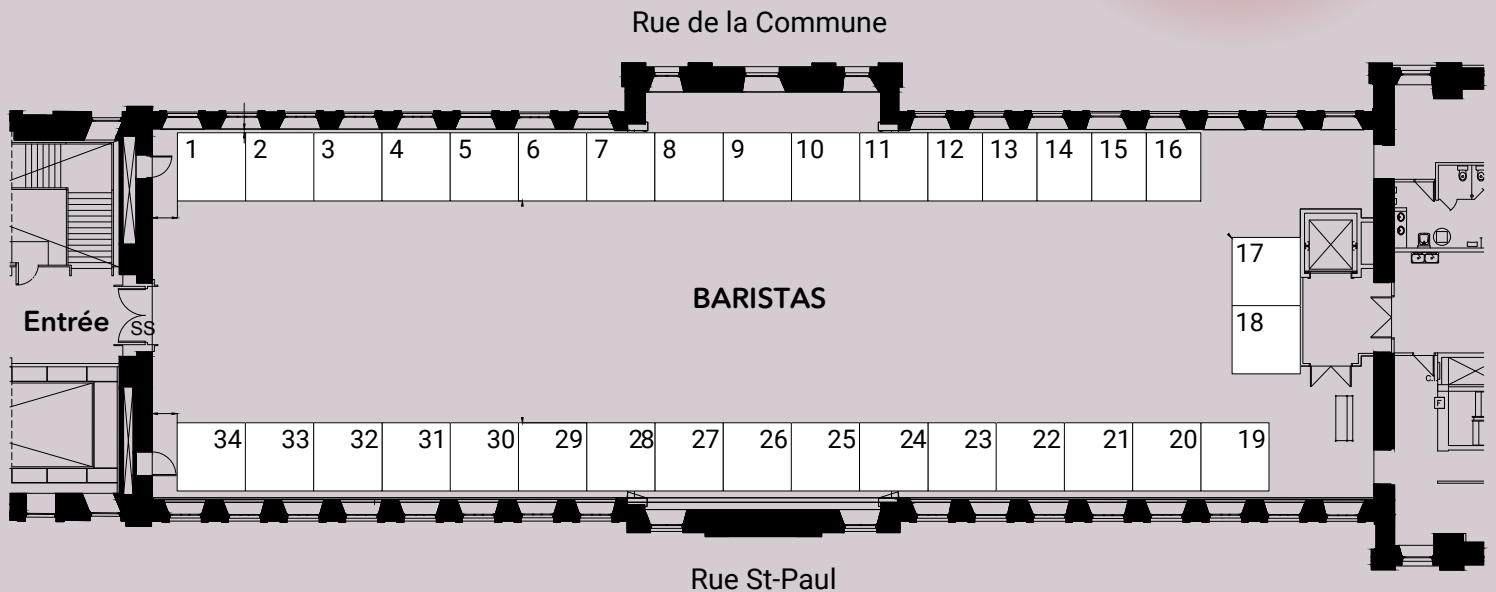 Rue de la Commune
1 2 3 4 5 6 7 8 9 10 11 12 13 14 15 16
17
BARISTAS
Entrée
SS
18
34 33 32 31 30 29 28 27 26 25 24 23 22 21 20 19
F
Rue St-Paul